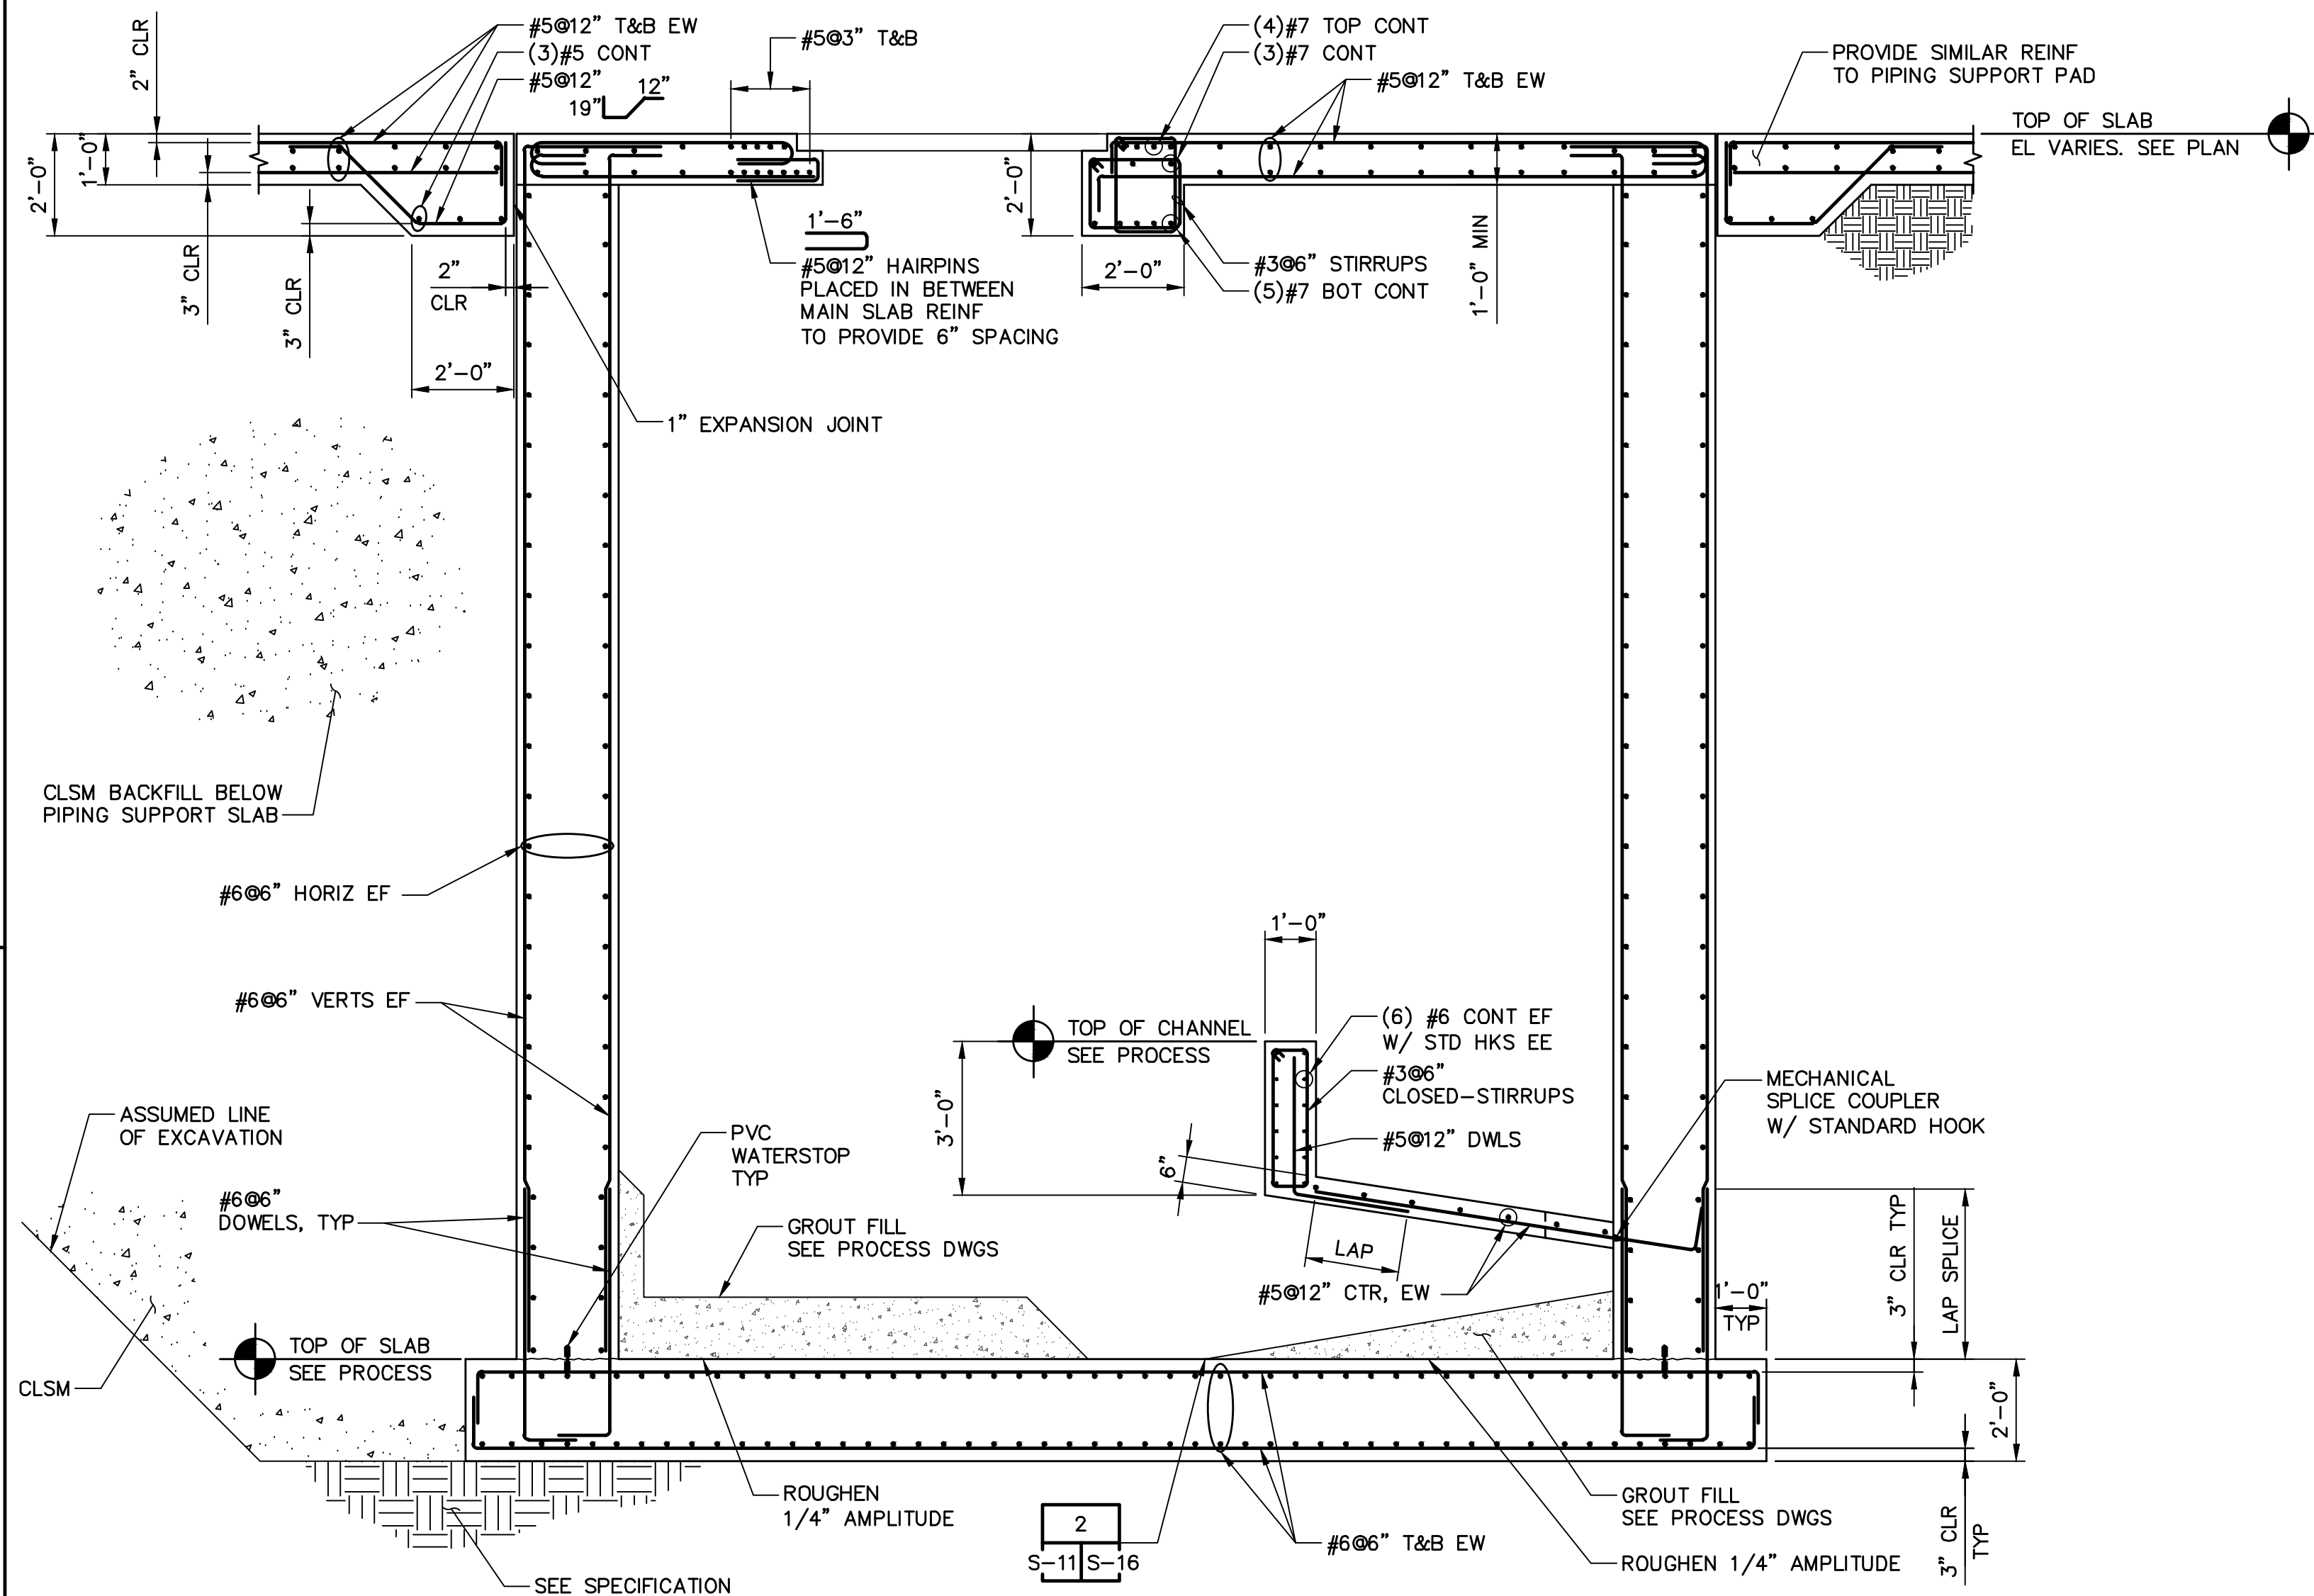 2" CLR
#5@12" T&B EW
(3)#5 CONT
#5@12"
19"
12"
#5@3" T&B
(4)#7 TOP CONT
(3)#7 CONT
#5@12" T&B EW
PROVIDE SIMILAR REINF
TO PIPING SUPPORT PAD
TOP OF SLAB
EL VARIES. SEE PLAN
2'-0"
1'-0"
3" CLR
3" CLR
2"
CLR
2'-0"
1'-6"
#5@12" HAIRPINS
PLACED IN BETWEEN
MAIN SLAB REINF
TO PROVIDE 6" SPACING
2'-0"
2'-0"
#3@6" STIRRUPS
(5)#7 BOT CONT
1'-0" MIN
1" EXPANSION JOINT
CLSM BACKFILL BELOW
PIPING SUPPORT SLAB
#6@6" HORIZ EF
#6@6" VERTS EF
1'-0"
TOP OF CHANNEL
SEE PROCESS
(6) #6 CONT EF
W/ STD HKS EE
#3@6"
CLOSED-STIRRUPS
#5@12" DWLS
3'-0"
6"
LAP
#5@12" CTR, EW
MECHANICAL
SPLICE COUPLER
W/ STANDARD HOOK
ASSUMED LINE
OF EXCAVATION
PVC
WATERSTOP
TYP
#6@6"
DOWELS, TYP
GROUT FILL
SEE PROCESS DWGS
3" CLR TYP
LAP SPLICE
1'-0"
TYP
TOP OF SLAB
SEE PROCESS
CLSM
2'-0"
ROUGHEN
1/4" AMPLITUDE
2
S-11
S-16
#6@6" T&B EW
GROUT FILL
SEE PROCESS DWGS
ROUGHEN 1/4" AMPLITUDE
3" CLR
TYP
SEE SPECIFICATION